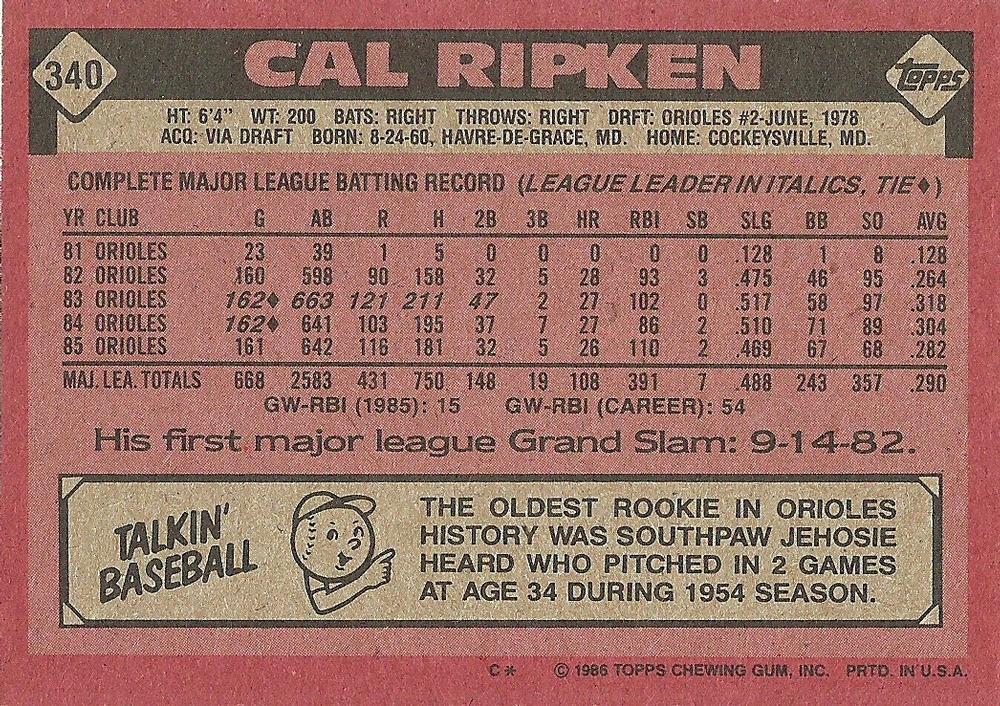 340 CAL RIPKEN Topps
HT: 6'4" WT: 200 BATS: RIGHT THROWS: RIGHT DRFT: ORIOLES #2-JUNE, 1978
ACQ: VIA DRAFT BORN: 8-24-60, HAVRE-DE-GRACE, MD. HOME: COCKEYSVILLE, MD.
COMPLETE MAJOR LEAGUE BATTING RECORD (LEAGUE LEADER IN ITALICS, TIE♦)
YR CLUB G AB R H 2B 3B HR RBI SB SLG BB SO AVG
81 ORIOLES 23 39 1 5 0 0 0 0 0 .128 1 8 .128
82 ORIOLES 160 598 90 158 32 5 28 93 3 .475 46 95 .264
83 ORIOLES 162♦ 663 121 211 47 2 27 102 0 .517 58 97 .318
84 ORIOLES 162♦ 641 103 195 37 7 27 86 2 .510 71 89 .304
85 ORIOLES 161 642 116 181 32 5 26 110 2 .469 67 68 .282
MAJ. LEA. TOTALS 668 2583 431 750 148 19 108 391 7 .488 243 357 .290
GW-RBI (1985): 15 GW-RBI (CAREER): 54
His first major league Grand Slam: 9-14-82.
TALKIN'
BASEBALL
THE OLDEST ROOKIE IN ORIOLES
HISTORY WAS SOUTHPAW JEHOSIE
HEARD WHO PITCHED IN 2 GAMES
AT AGE 34 DURING 1954 SEASON.
C* © 1986 TOPPS CHEWING GUM, INC. PRTD. IN U.S.A.